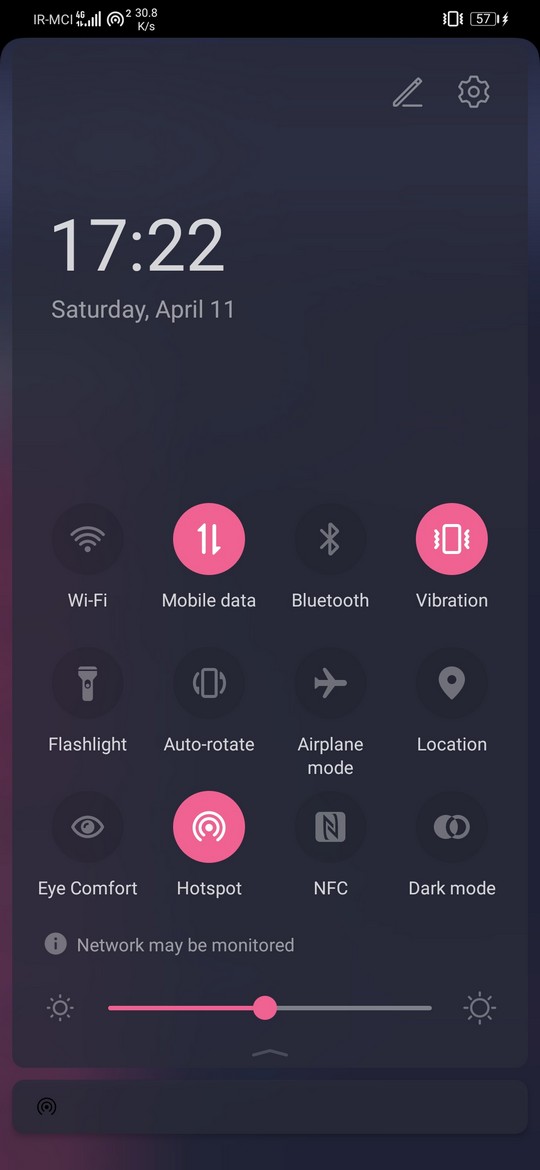 IR-MCI 4G 2 30.8 K/s 57
17:22
Saturday, April 11
Wi-Fi Mobile data Bluetooth Vibration
Flashlight Auto-rotate Airplane mode Location
Eye Comfort Hotspot NFC Dark mode
Network may be monitored